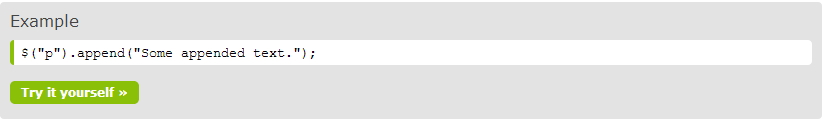 Example
$("p").append("Some appended text.");
Try it yourself »